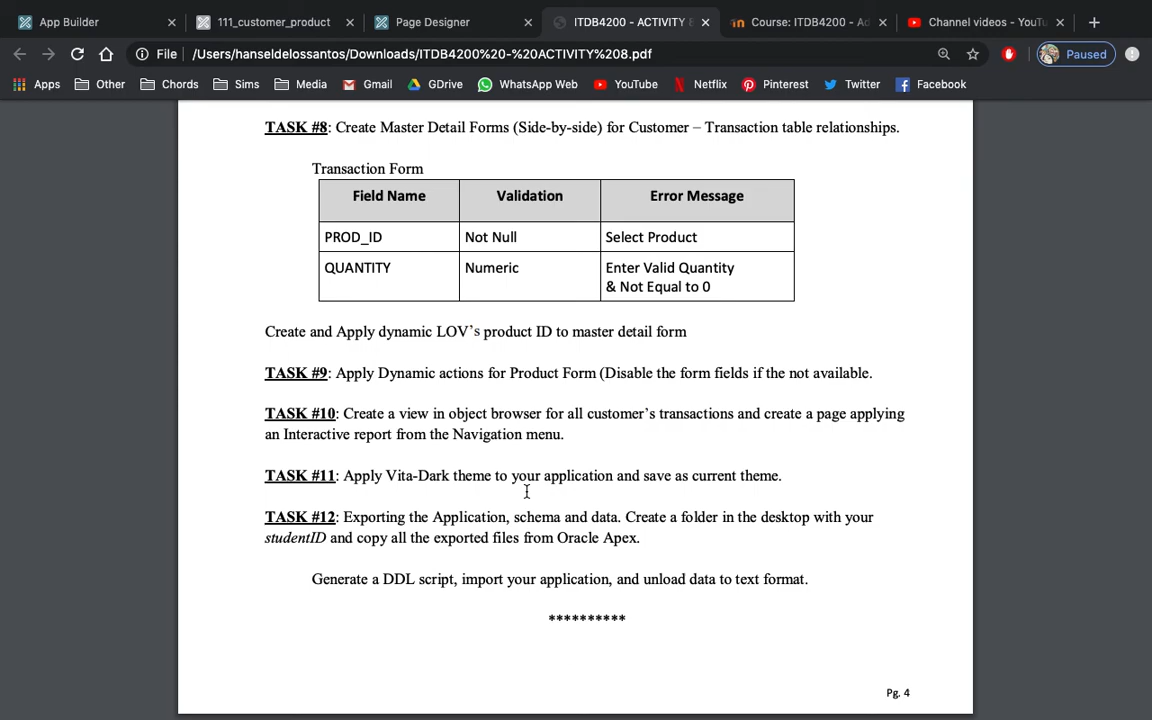 App Builder
111_customer_product
Page Designer
ITDB4200 - ACTIVITY 8
Course: ITDB4200 - Ad
Channel videos - YouTu
File
/Users/hanseldelossantos/Downloads/ITDB4200%20-%20ACTIVITY%208.pdf
Paused
Apps
Other
Chords
Sims
Media
Gmail
GDrive
WhatsApp Web
YouTube
Netflix
Pinterest
Twitter
Facebook
TASK #8: Create Master Detail Forms (Side-by-side) for Customer – Transaction table relationships.
Transaction Form
Field Name Validation Error Message
PROD_ID Not Null Select Product
QUANTITY Numeric Enter Valid Quantity
& Not Equal to 0
Create and Apply dynamic LOV's product ID to master detail form
TASK #9: Apply Dynamic actions for Product Form (Disable the form fields if the not available.
TASK #10: Create a view in object browser for all customer's transactions and create a page applying
an Interactive report from the Navigation menu.
TASK #11: Apply Vita-Dark theme to your application and save as current theme.
TASK #12: Exporting the Application, schema and data. Create a folder in the desktop with your
studentID and copy all the exported files from Oracle Apex.
Generate a DDL script, import your application, and unload data to text format.
**********
Pg. 4